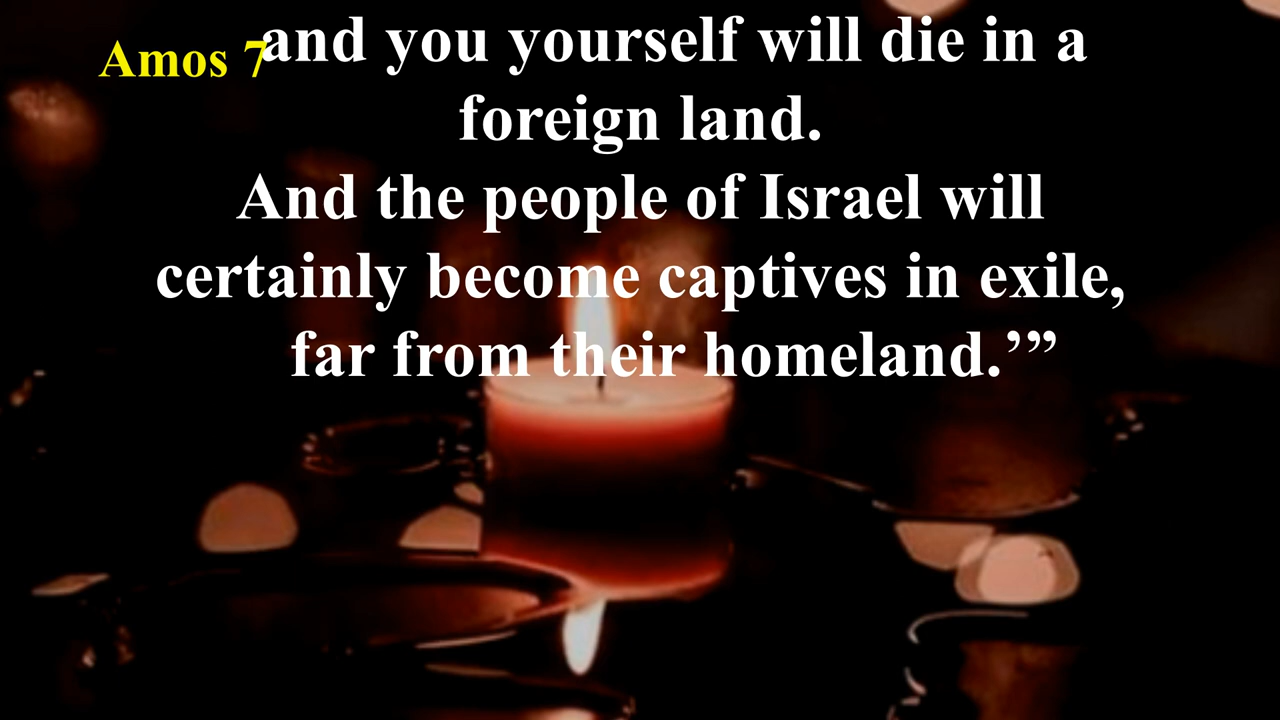 Amos 7
and you yourself will die in a
foreign land.
And the people of Israel will
certainly become captives in exile,
far from their homeland.’”